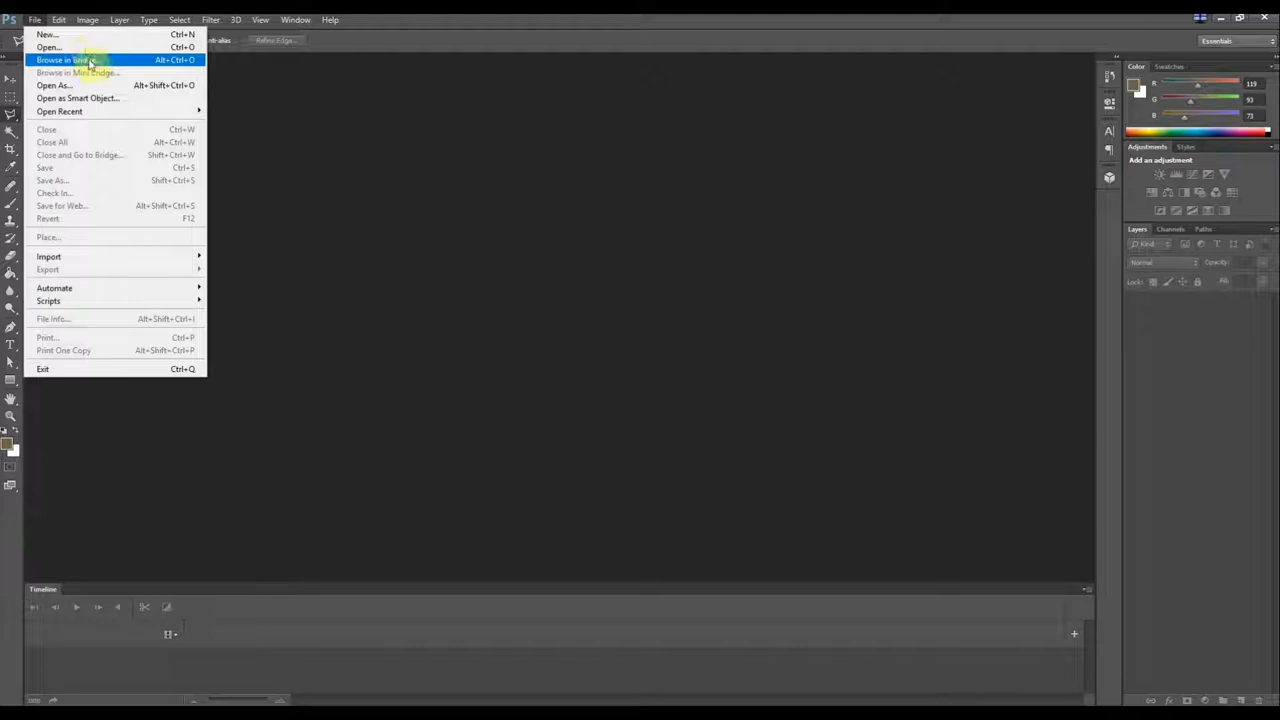 Ps File Edit Image Layer Type Select Filter 3D View Window Help
Refine Edge... Essentials
New... Ctrl+N
Open... Ctrl+O
Browse in Bridge... Alt+Ctrl+O
Browse in Mini Bridge...
Open As... Alt+Shift+Ctrl+O
Open as Smart Object...
Open Recent
Close Ctrl+W
Close All Alt+Ctrl+W
Close and Go to Bridge... Shift+Ctrl+W
Save Ctrl+S
Save As... Shift+Ctrl+S
Check In...
Save for Web... Alt+Shift+Ctrl+S
Revert F12
Place...
Import
Export
Automate
Scripts
File Info... Alt+Shift+Ctrl+I
Print... Ctrl+P
Print One Copy Alt+Shift+Ctrl+P
Exit Ctrl+Q
Color Swatches
R 119
G 93
B 73
Adjustments Styles
Add an adjustment
Layers Channels Paths
Kind
Normal Opacity:
Lock: Fill:
Timeline